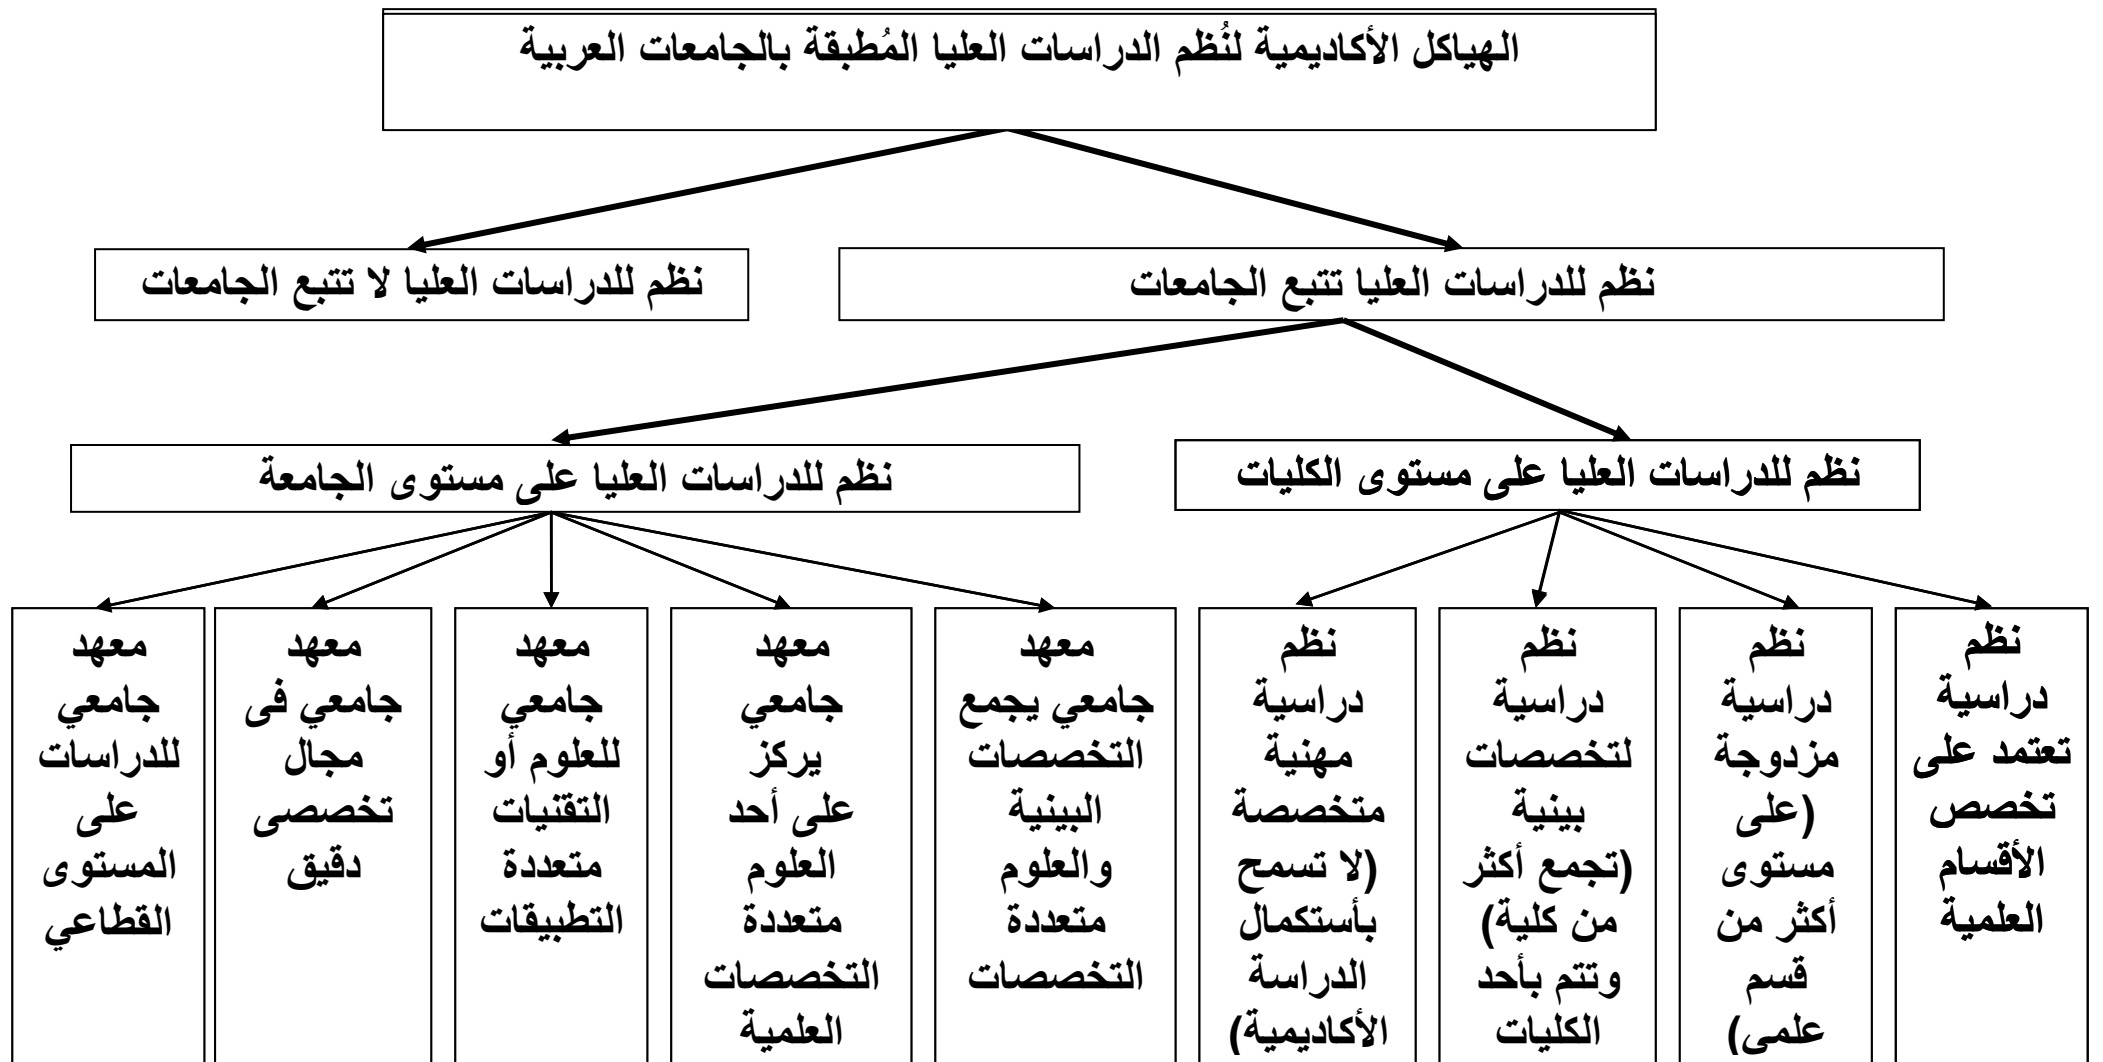 الهياكل الأكاديمية لنُظم الدراسات العليا المُطبقة بالجامعات العربية
نظم للدراسات العليا تتبع الجامعات
نظم للدراسات العليا لا تتبع الجامعات
نظم للدراسات العليا على مستوى الكليات
نظم للدراسات العليا على مستوى الجامعة
نظم
دراسية
تعتمد على
تخصص
الأقسام
العلمية
نظم
دراسية
مزدوجة
(على
مستوى
أكثر من
قسم
علمى)
نظم
دراسية
لتخصصات
بينية
(تجمع أكثر
من كلية)
وتتم بأحد
الكليات
نظم
دراسية
مهنية
متخصصة
(لا تسمح
بأستكمال
الدراسة
الأكاديمية)
معهد
جامعي يجمع
التخصصات
البينية
والعلوم
متعددة
التخصصات
معهد
جامعي
يركز
على أحد
العلوم
متعددة
التخصصات
العلمية
معهد
جامعي
للعلوم أو
التقنيات
متعددة
التطبيقات
معهد
جامعي فى
مجال
تخصصى
دقيق
معهد
جامعي
للدراسات
على
المستوى
القطاعي